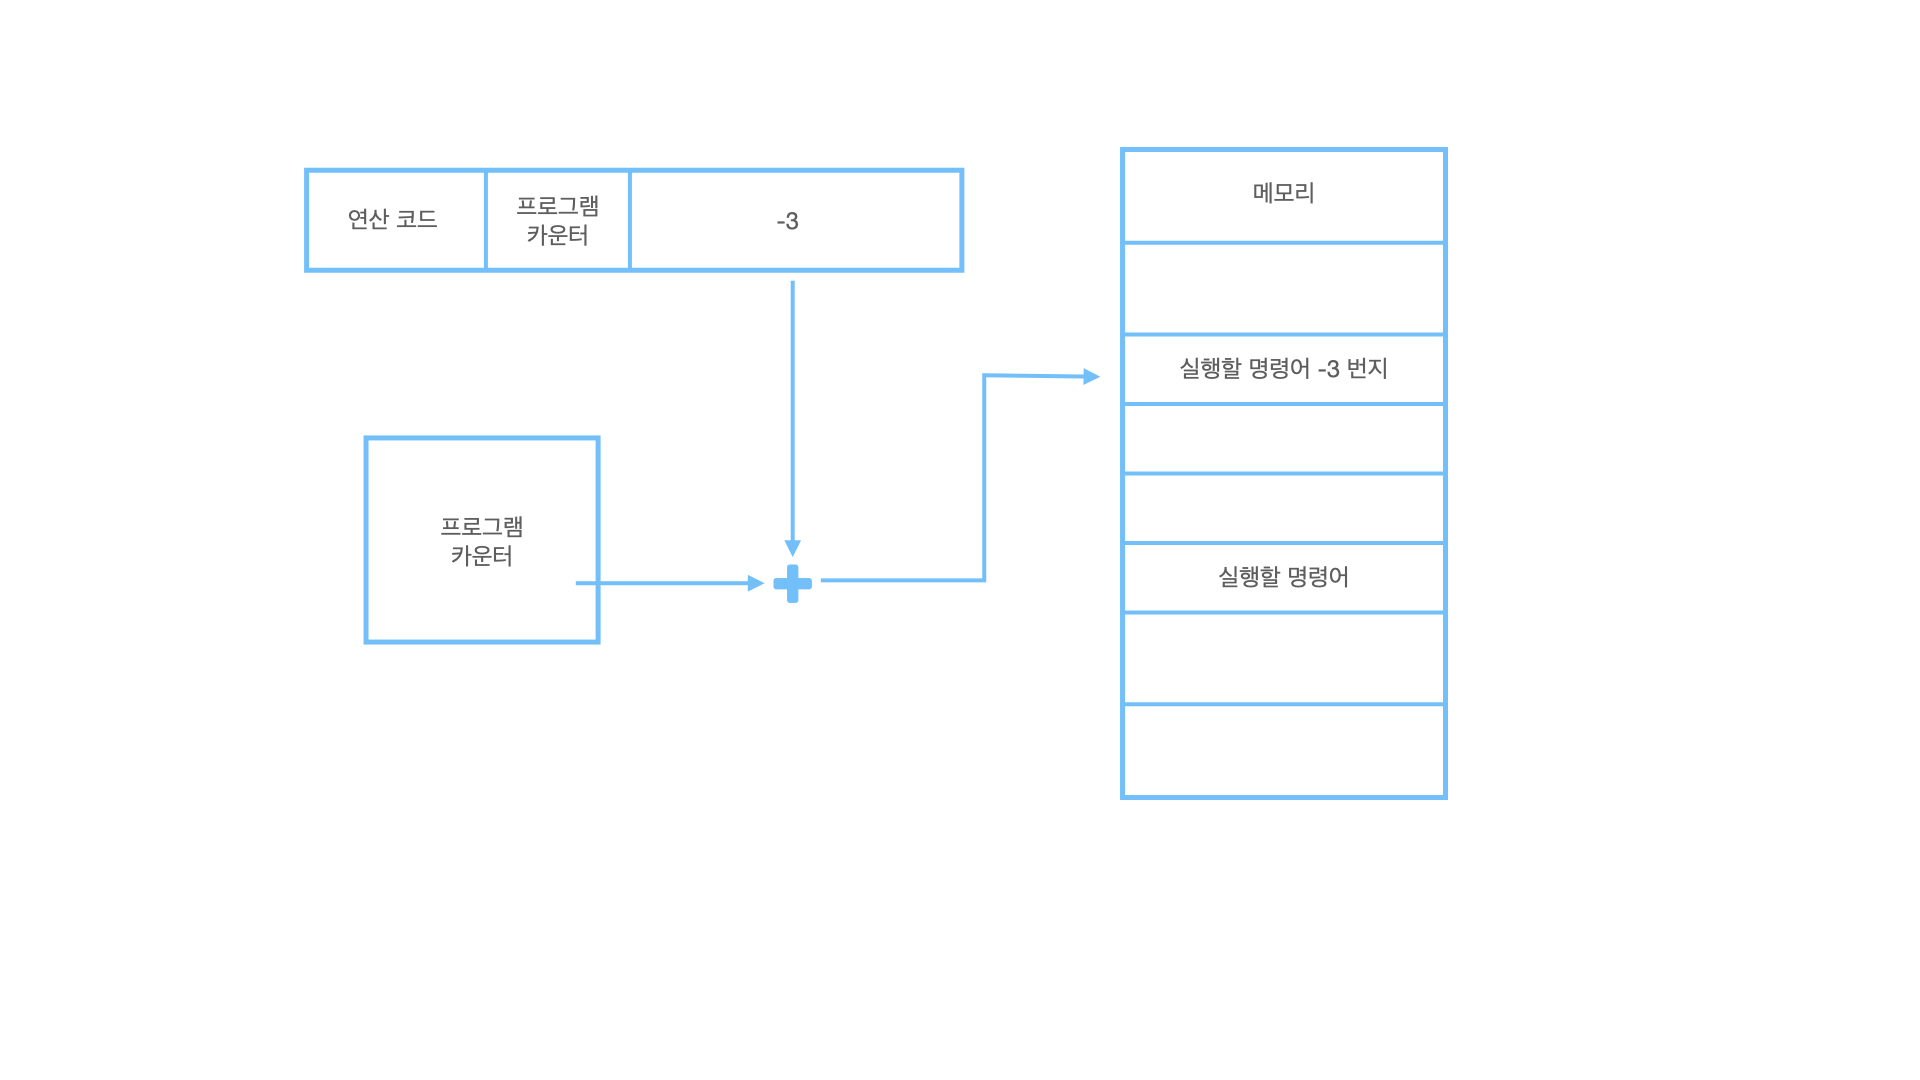 연산 코드
프로그램
카운터
-3
메모리
실행할 명령어 -3 번지
프로그램
카운터
실행할 명령어